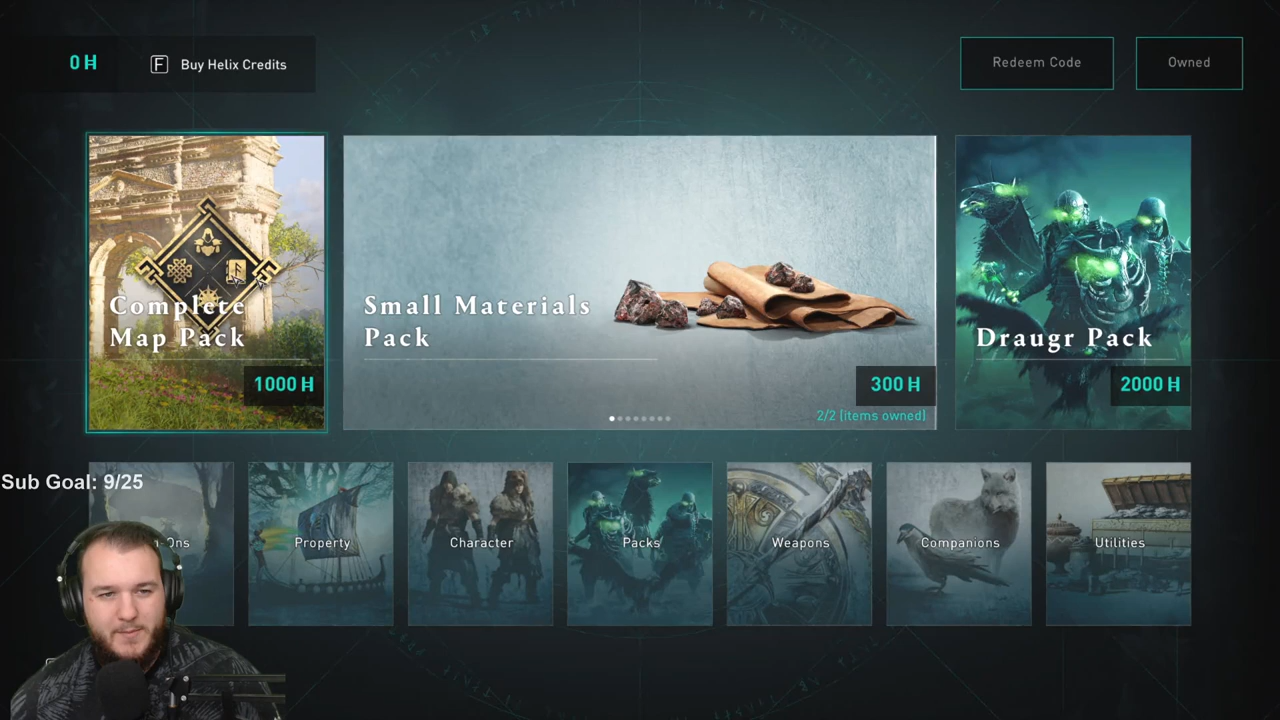 0 H
F Buy Helix Credits
Redeem Code
Owned
Complete
Map Pack
1000 H
Small Materials
Pack
300 H
2/2 (items owned)
Draugr Pack
2000 H
Sub Goal: 9/25
-Ons
Property
Character
Packs
Weapons
Companions
Utilities